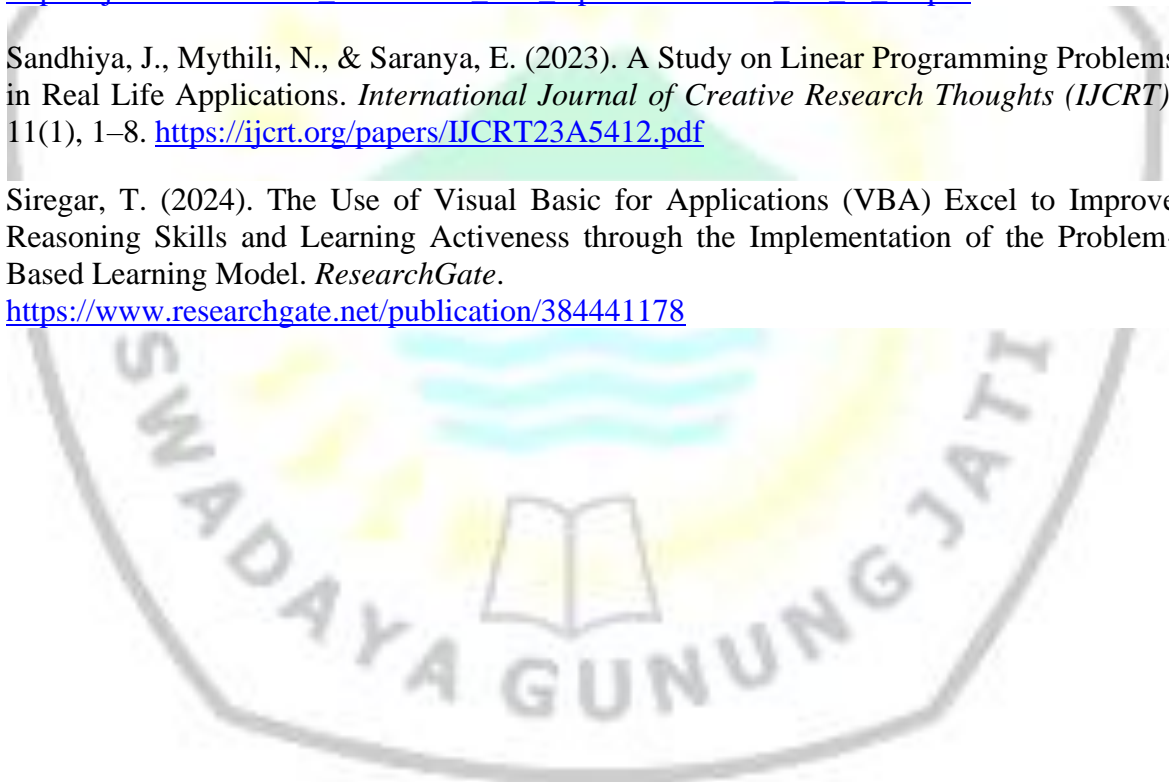 Sandhiya, J., Mythili, N., & Saranya, E. (2023). A Study on Linear Programming Problems
in Real Life Applications. International Journal of Creative Research Thoughts (IJCRT)
11(1), 1–8. https://ijcrt.org/papers/IJCRT23A5412.pdf
Siregar, T. (2024). The Use of Visual Basic for Applications (VBA) Excel to Improve
Reasoning Skills and Learning Activeness through the Implementation of the Problem-
Based Learning Model. ResearchGate.
https://www.researchgate.net/publication/384441178
SWADAYA GUNUNG JATI